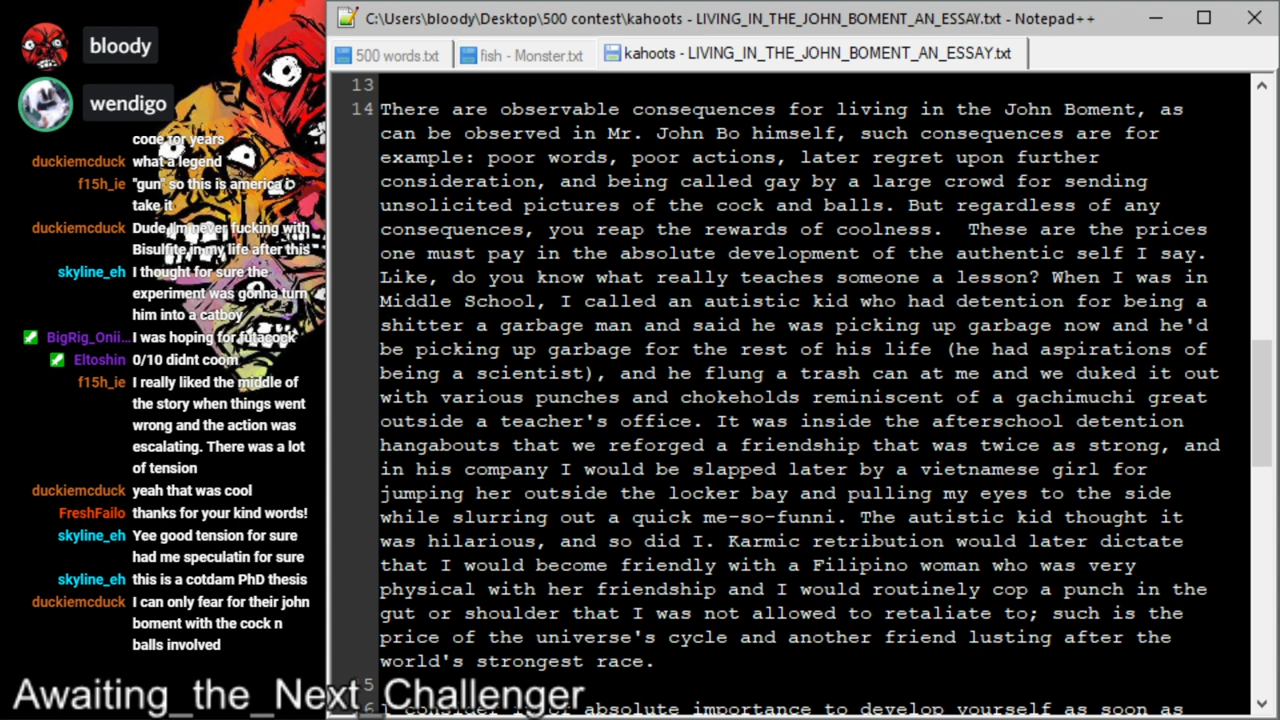 bloody
wendigo
code for years
duckiemcduck what a legend
f15h_ie "gun" so this is america i
take it
duckiemcduck Dude I'm never fucking with
Bisulfite in my life after this
skyline_eh I thought for sure the
experiment was gonna turn
him into a catboy
BigRig_Onii... I was hoping for futacock
Eltoshin 0/10 didnt coom
f15h_ie I really liked the middle of
the story when things went
wrong and the action was
escalating. There was a lot
of tension
duckiemcduck yeah that was cool
FreshFailo thanks for your kind words!
skyline_eh Yee good tension for sure
had me speculatin for sure
skyline_eh this is a cotdam PhD thesis
duckiemcduck I can only fear for their john
boment with the cock n
balls involved
Awaiting_the_Next_Challenger
C:\Users\bloody\Desktop\500 contest\kahoots - LIVING_IN_THE_JOHN_BOMENT_AN_ESSAY.txt - Notepad++
500 words.txt
fish - Monster.txt
kahoots - LIVING_IN_THE_JOHN_BOMENT_AN_ESSAY.txt
13
14 There are observable consequences for living in the John Boment, as
can be observed in Mr. John Bo himself, such consequences are for
example: poor words, poor actions, later regret upon further
consideration, and being called gay by a large crowd for sending
unsolicited pictures of the cock and balls. But regardless of any
consequences, you reap the rewards of coolness.  These are the prices
one must pay in the absolute development of the authentic self I say.
Like, do you know what really teaches someone a lesson? When I was in
Middle School, I called an autistic kid who had detention for being a
shitter a garbage man and said he was picking up garbage now and he'd
be picking up garbage for the rest of his life (he had aspirations of
being a scientist), and he flung a trash can at me and we duked it out
with various punches and chokeholds reminiscent of a gachimuchi great
outside a teacher's office. It was inside the afterschool detention
hangabouts that we reforged a friendship that was twice as strong, and
in his company I would be slapped later by a vietnamese girl for
jumping her outside the locker bay and pulling my eyes to the side
while slurring out a quick me-so-funni. The autistic kid thought it
was hilarious, and so did I. Karmic retribution would later dictate
that I would become friendly with a Filipino woman who was very
physical with her friendship and I would routinely cop a punch in the
gut or shoulder that I was not allowed to retaliate to; such is the
price of the universe's cycle and another friend lusting after the
world's strongest race.
15
I consider it of absolute importance to develop yourself as soon as